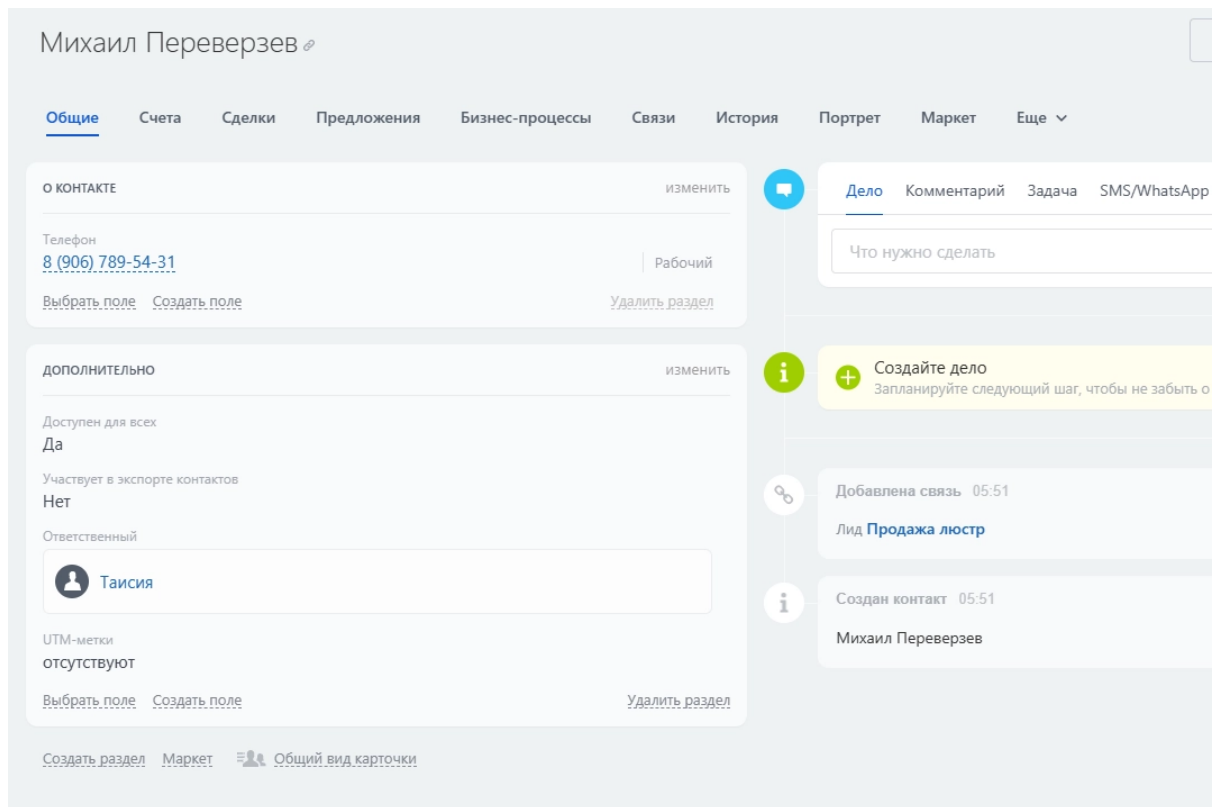 Михаил Переверзев
Общие Счета Сделки Предложения Бизнес-процессы Связи История Портрет Маркет Еще
О КОНТАКТЕ изменить
Телефон
8 (906) 789-54-31 Рабочий
Выбрать поле Создать поле Удалить раздел
ДОПОЛНИТЕЛЬНО изменить
Доступен для всех
Да
Участвует в экспорте контактов
Нет
Ответственный
Таисия
UTM-метки
отсутствуют
Выбрать поле Создать поле Удалить раздел
Создать раздел Маркет Общий вид карточки
Дело Комментарий Задача SMS/WhatsApp
Что нужно сделать
Создайте дело
Запланируйте следующий шаг, чтобы не забыть о
Добавлена связь 05:51
Лид Продажа люстр
Создан контакт 05:51
Михаил Переверзев